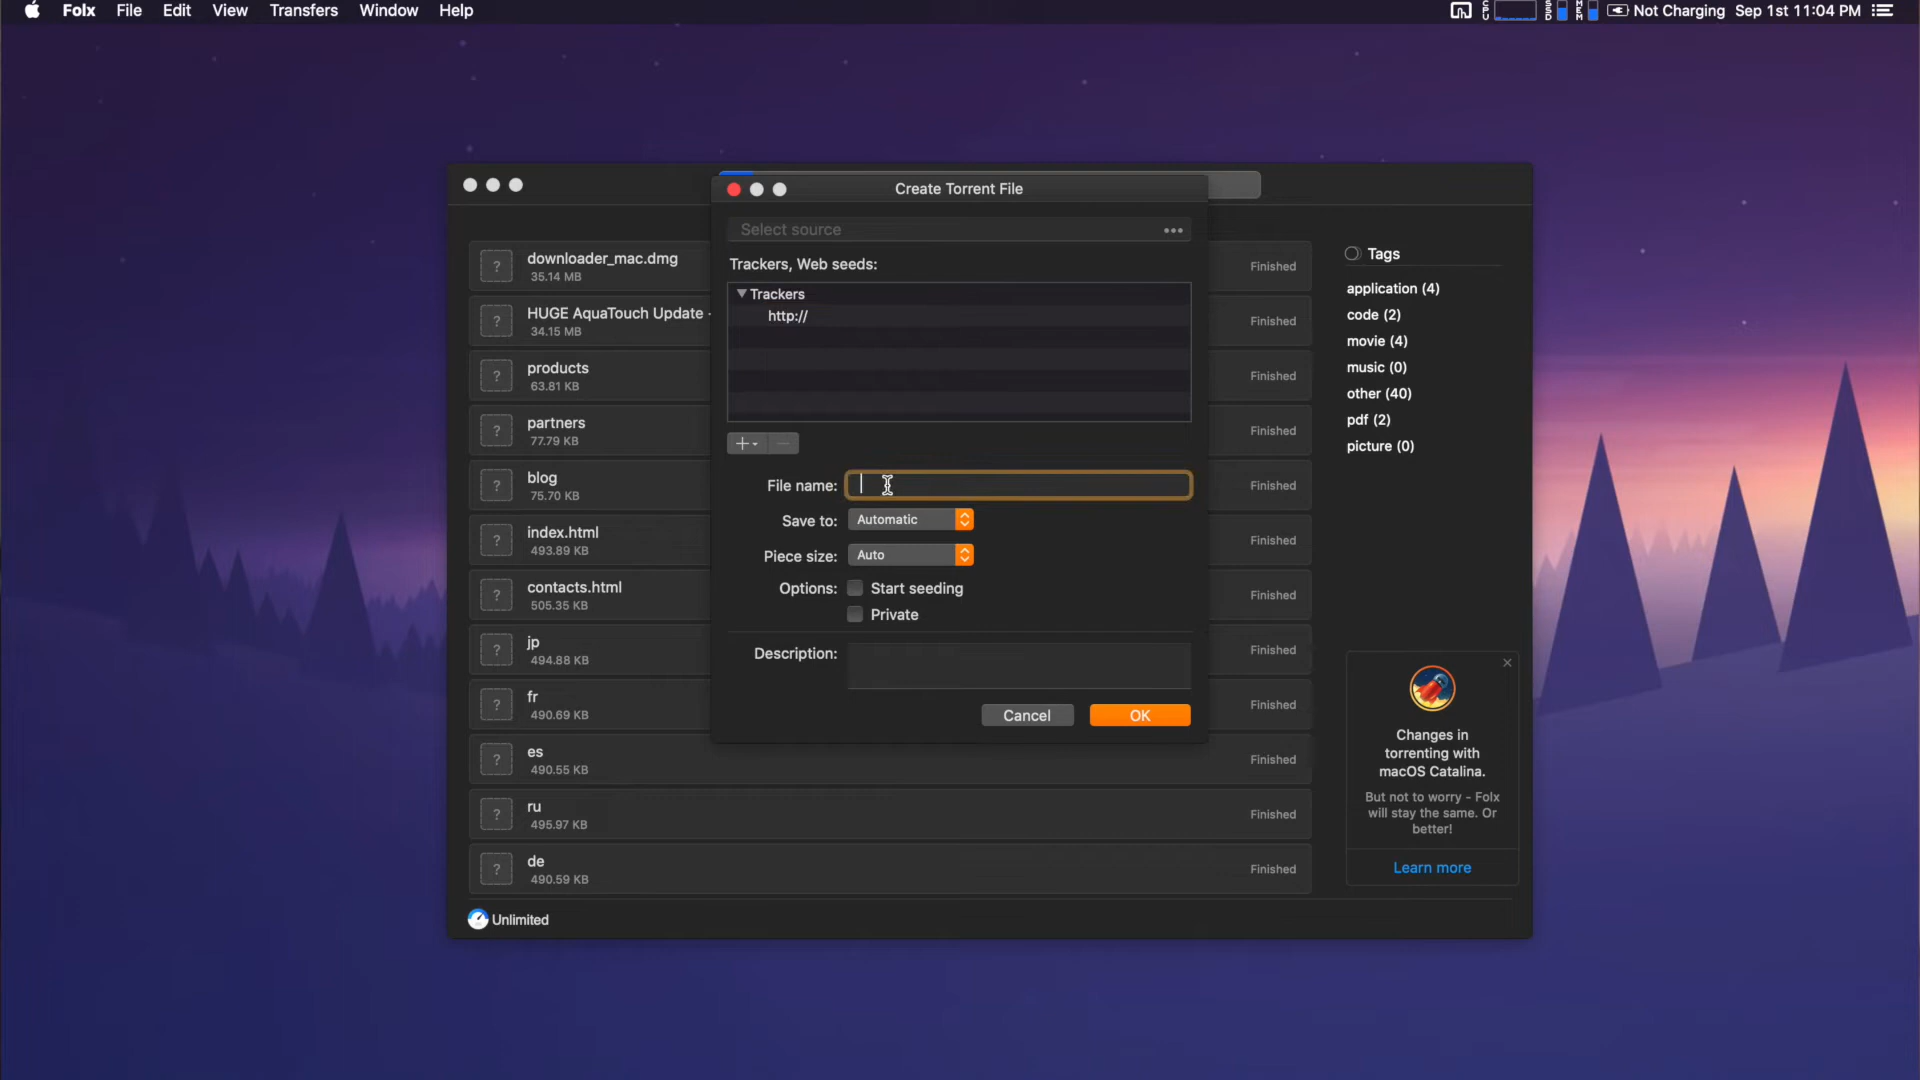 Folx File Edit View Transfers Window Help
CPU SSD MEM Not Charging Sep 1st 11:04 PM
Create Torrent File
Select source
Trackers, Web seeds:
Trackers
http://
File name:
Save to: Automatic
Piece size: Auto
Options: Start seeding
Private
Description:
Cancel OK
downloader_mac.dmg
35.14 MB
Finished
HUGE AquaTouch Update -
34.15 MB
Finished
products
63.81 KB
Finished
partners
77.79 KB
Finished
blog
75.70 KB
Finished
index.html
493.89 KB
Finished
contacts.html
505.35 KB
Finished
jp
494.88 KB
Finished
fr
490.69 KB
Finished
es
490.55 KB
Finished
ru
495.97 KB
Finished
de
490.59 KB
Finished
Unlimited
Tags
application (4)
code (2)
movie (4)
music (0)
other (40)
pdf (2)
picture (0)
Changes in
torrenting with
macOS Catalina.
But not to worry - Folx
will stay the same. Or
better!
Learn more